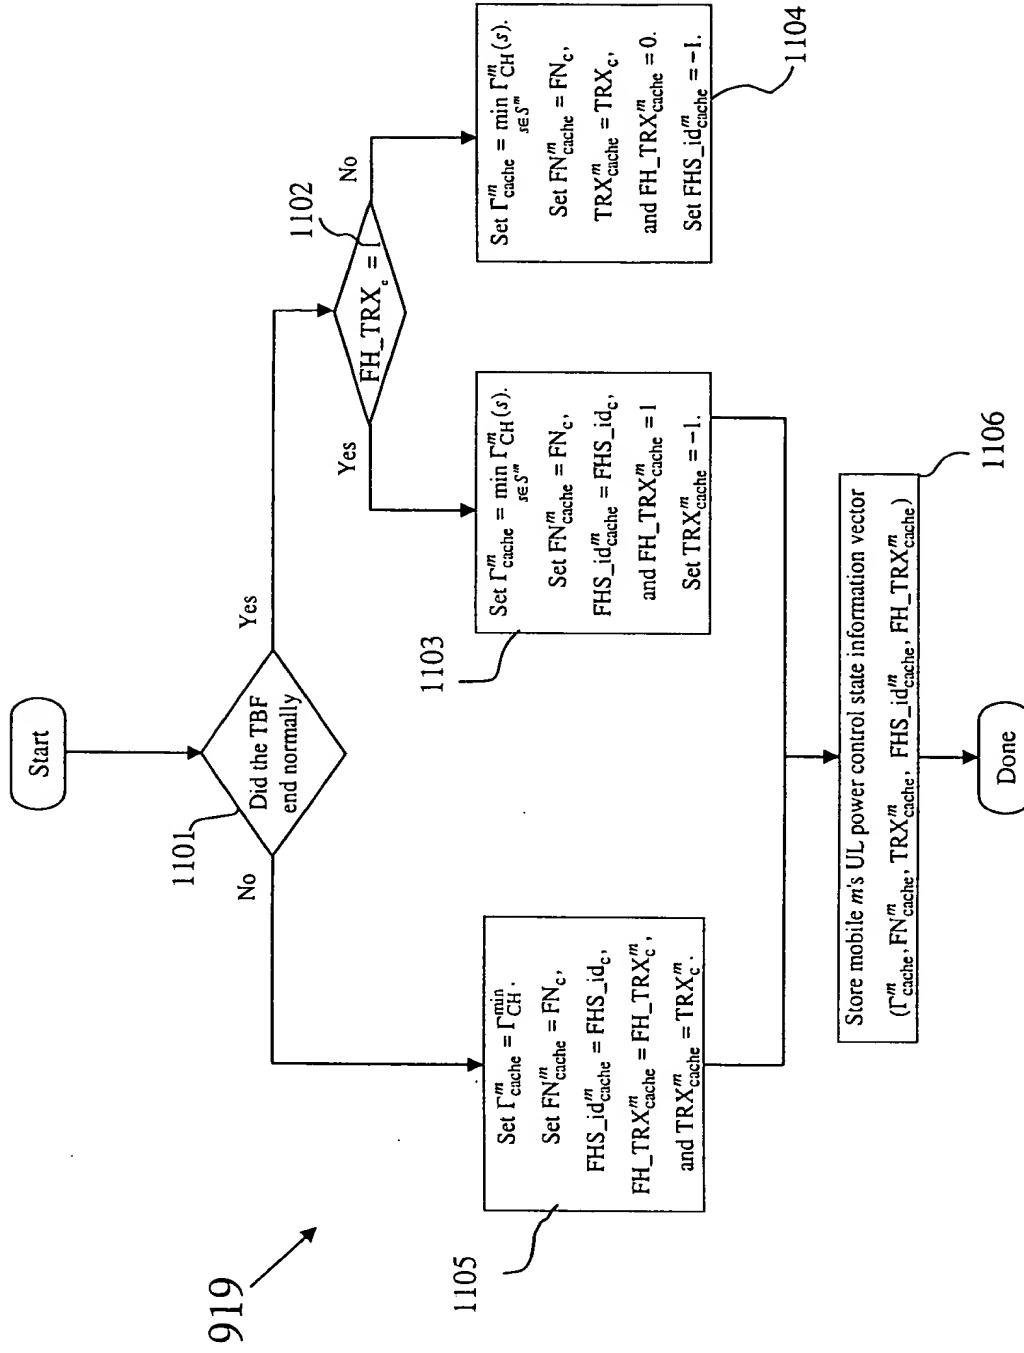 919
Start
1101
Did the TBF
end normally
No
Yes
1102
FH_TRX_c = 1
Yes
No
1105
Set Γ^m_cache = Γ^min_CH.
Set FN^m_cache = FN_c,
FHS_id^m_cache = FHS_id_c,
FH_TRX^m_cache = FH_TRX^m_c,
and TRX^m_cache = TRX^m_c.
1103
Set Γ^m_cache = min_{s∈S^m} Γ^m_CH(s).
Set FN^m_cache = FN_c,
FHS_id^m_cache = FHS_id_c,
and FH_TRX^m_cache = 1
Set TRX^m_cache = −1.
1104
Set Γ^m_cache = min_{s∈S^m} Γ^m_CH(s).
Set FN^m_cache = FN_c,
TRX^m_cache = TRX_c,
and FH_TRX^m_cache = 0.
Set FHS_id^m_cache = −1.
1106
Store mobile m's UL power control state information vector
(Γ^m_cache, FN^m_cache, TRX^m_cache, FHS_id^m_cache, FH_TRX^m_cache)
Done